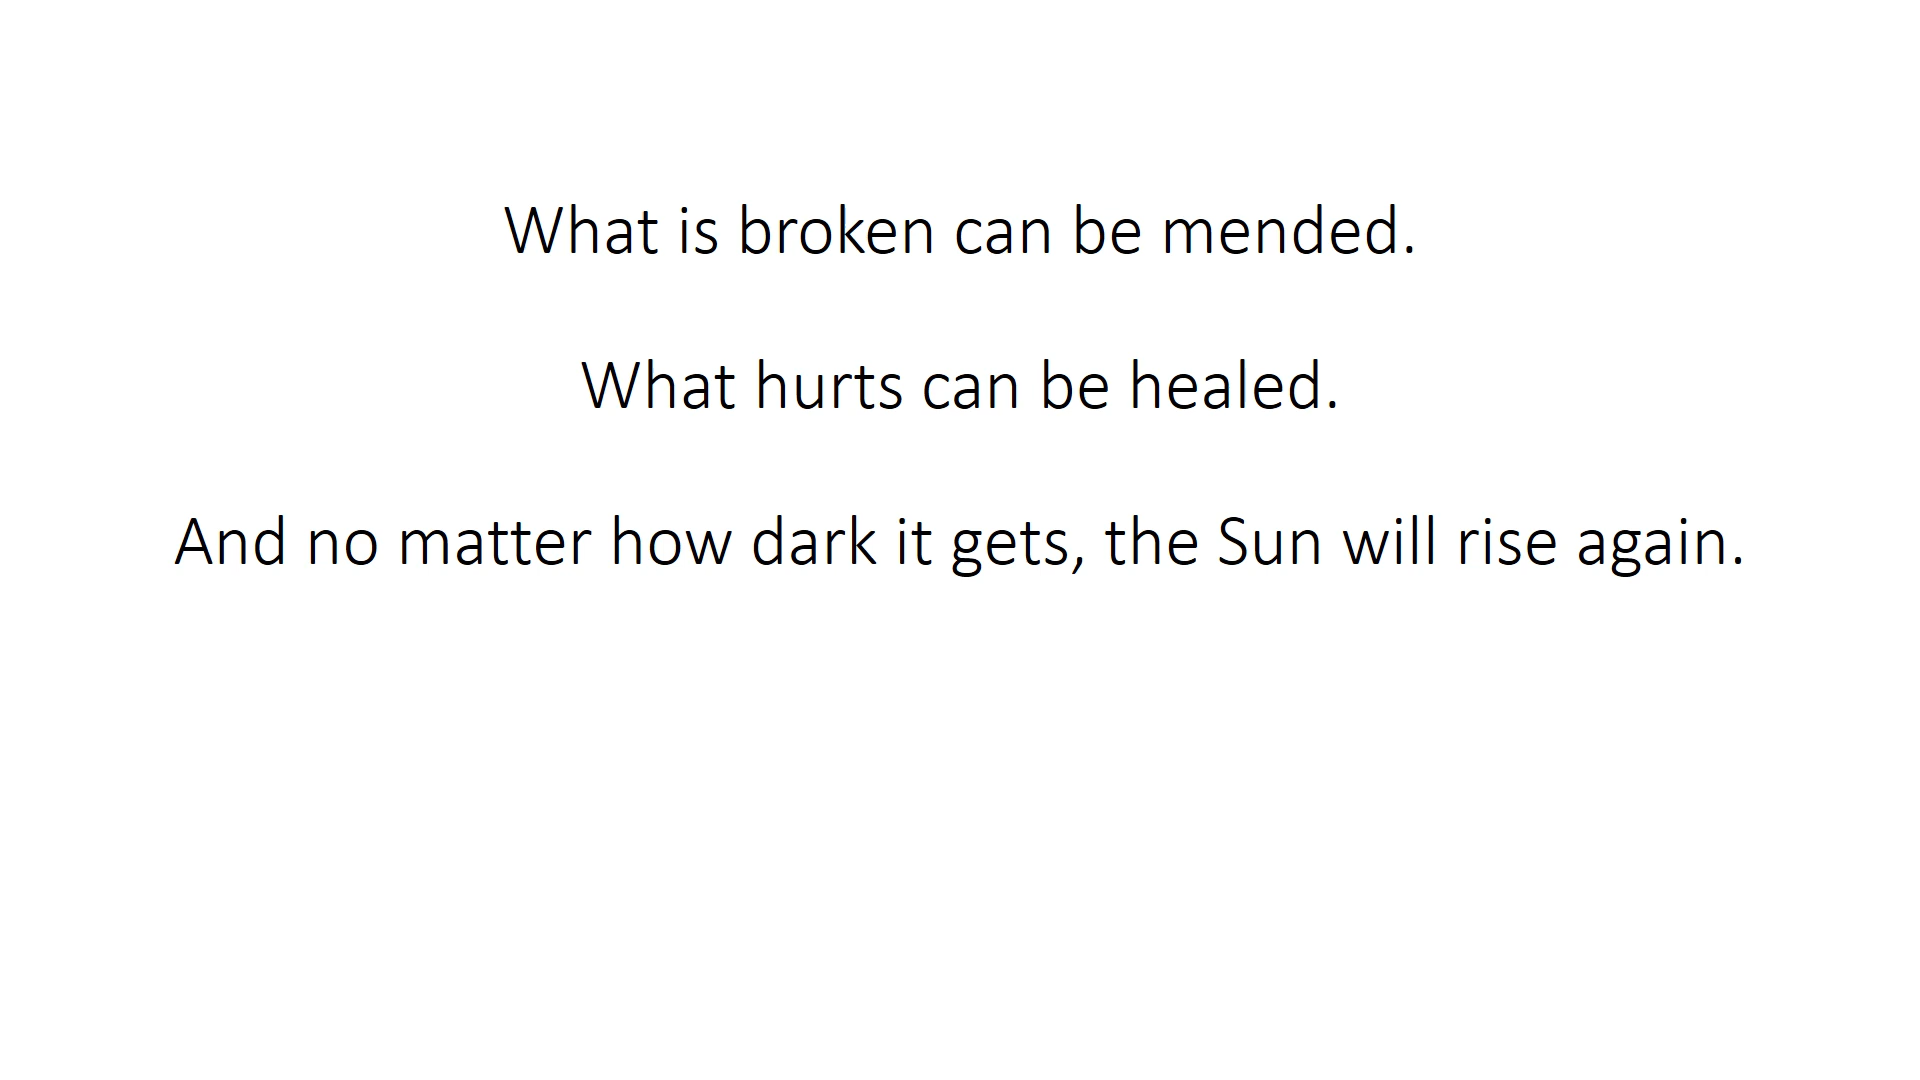 What is broken can be mended.
What hurts can be healed.
And no matter how dark it gets, the Sun will rise again.